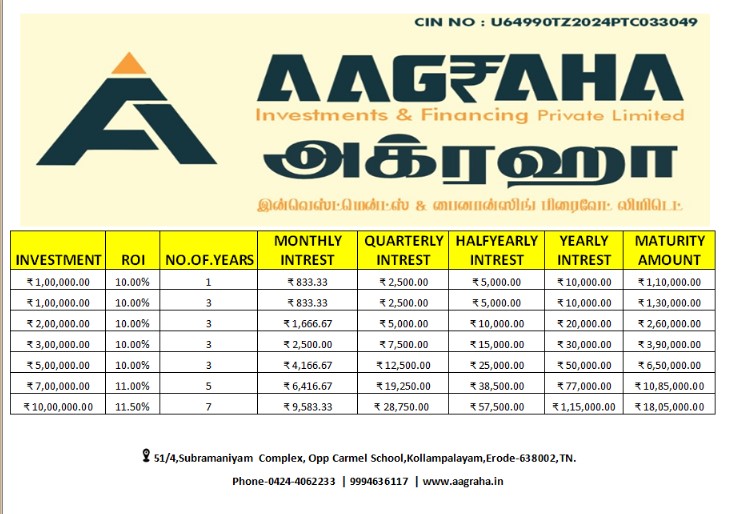 CIN NO : U64990TZ2024PTC033049
AAGRAHA
Investments & Financing Private Limited
அக்ரஹா
இன்வெஸ்ட்மென்ட்ஸ் & பைனான்ஸிங் பிரைவேட் லிமிடெட்
INVESTMENT ROI NO.OF.YEARS MONTHLY INTREST QUARTERLY INTREST HALFYEARLY INTREST YEARLY INTREST MATURITY AMOUNT
₹ 1,00,000.00 10.00% 1 ₹ 833.33 ₹ 2,500.00 ₹ 5,000.00 ₹ 10,000.00 ₹ 1,10,000.00
₹ 1,00,000.00 10.00% 3 ₹ 833.33 ₹ 2,500.00 ₹ 5,000.00 ₹ 10,000.00 ₹ 1,30,000.00
₹ 2,00,000.00 10.00% 3 ₹ 1,666.67 ₹ 5,000.00 ₹ 10,000.00 ₹ 20,000.00 ₹ 2,60,000.00
₹ 3,00,000.00 10.00% 3 ₹ 2,500.00 ₹ 7,500.00 ₹ 15,000.00 ₹ 30,000.00 ₹ 3,90,000.00
₹ 5,00,000.00 10.00% 3 ₹ 4,166.67 ₹ 12,500.00 ₹ 25,000.00 ₹ 50,000.00 ₹ 6,50,000.00
₹ 7,00,000.00 11.00% 5 ₹ 6,416.67 ₹ 19,250.00 ₹ 38,500.00 ₹ 77,000.00 ₹ 10,85,000.00
₹ 10,00,000.00 11.50% 7 ₹ 9,583.33 ₹ 28,750.00 ₹ 57,500.00 ₹ 1,15,000.00 ₹ 18,05,000.00
51/4,Subramaniyam Complex, Opp Carmel School,Kollampalayam,Erode-638002,TN.
Phone-0424-4062233 | 9994636117 | www.aagraha.in